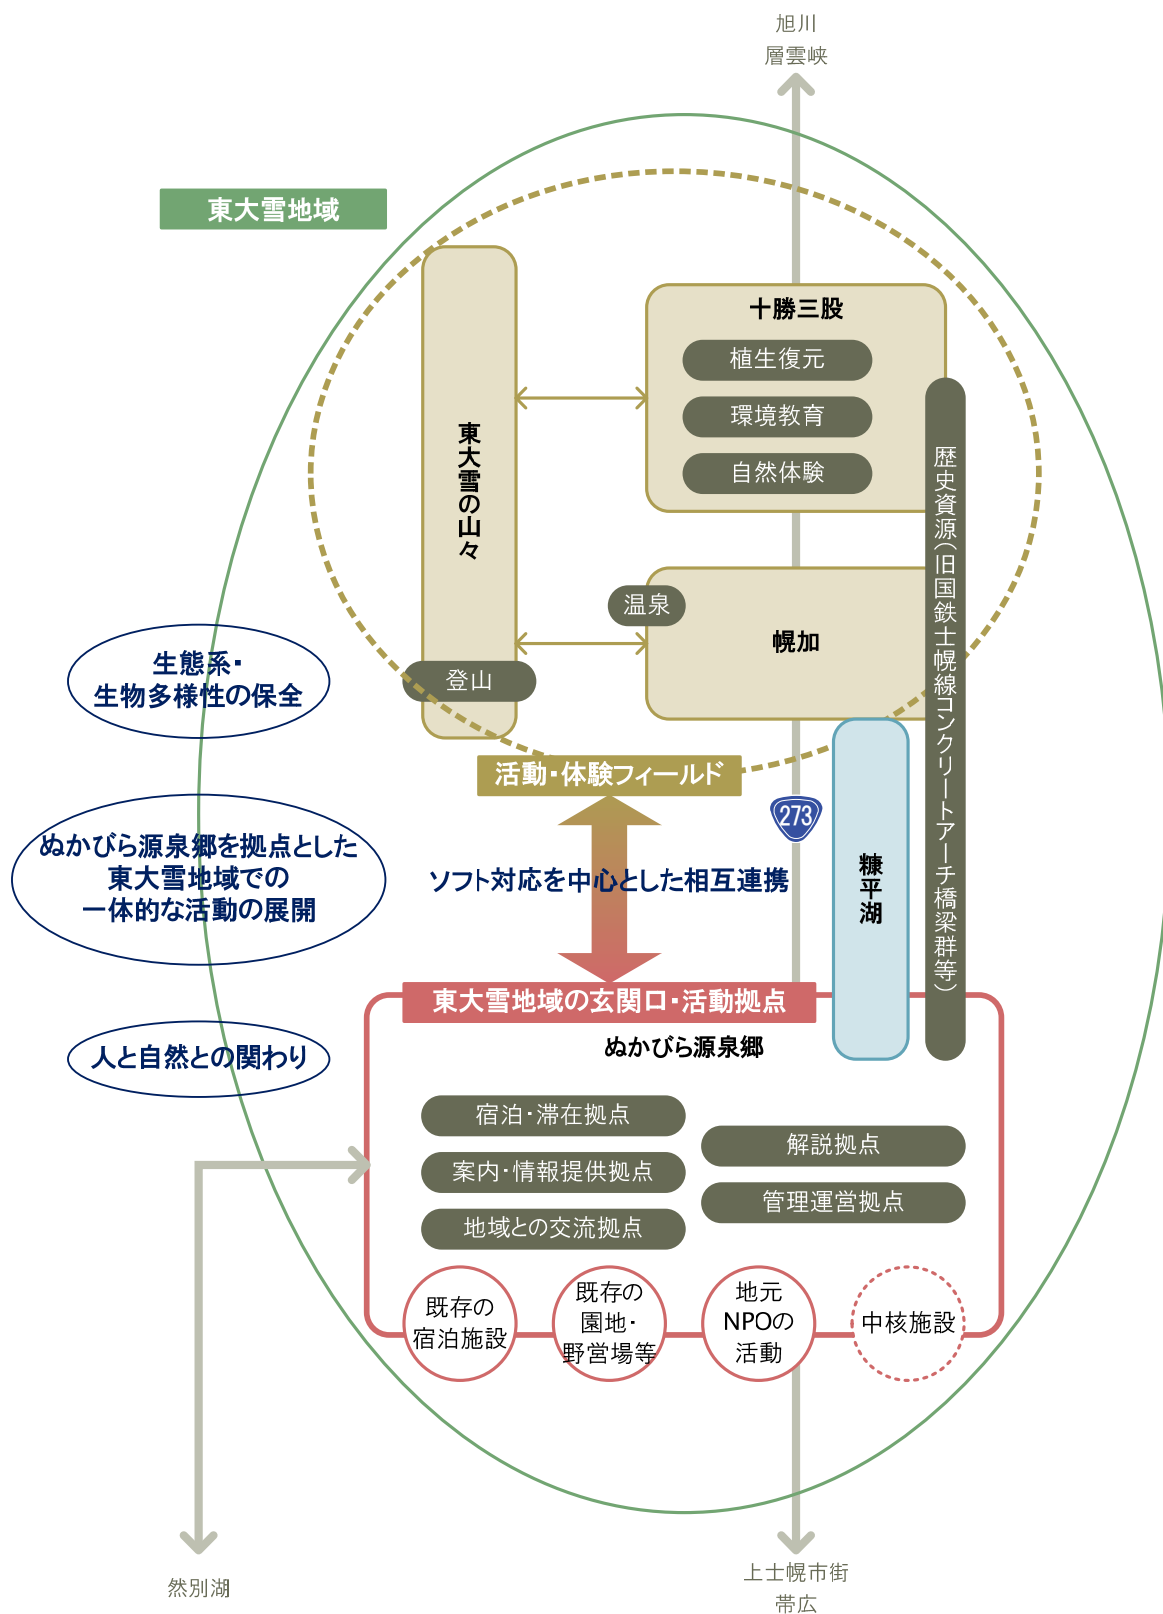 旭川
層雲峡
東大雪地域
十勝三股
植生復元
環境教育
自然体験
東大雪の山々
歴史資源(旧国鉄士幌線コンクリートアーチ橋梁群等)
温泉
幌加
登山
生態系・
生物多様性の保全
活動・体験フィールド
273
ぬかびら源泉郷を拠点とした
東大雪地域での
一体的な活動の展開
ソフト対応を中心とした相互連携
糠平湖
東大雪地域の玄関口・活動拠点
ぬかびら源泉郷
人と自然との関わり
宿泊・滞在拠点
案内・情報提供拠点
地域との交流拠点
解説拠点
管理運営拠点
既存の
宿泊施設
既存の
園地・
野営場等
地元
NPOの
活動
中核施設
然別湖
上士幌市街
帯広